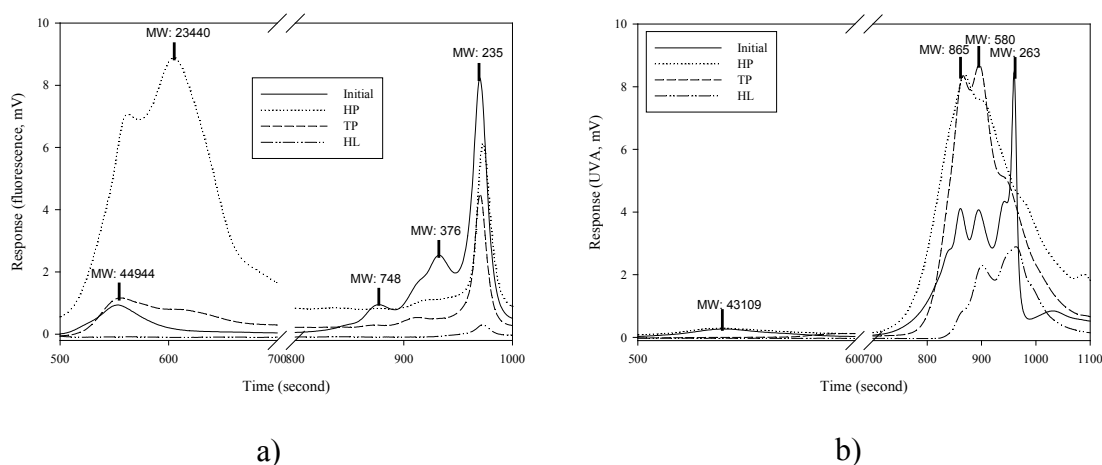 10
8
6
4
2
0
Response (fluorescence, mV)
MW: 23440
MW: 235
Initial
HP
TP
HL
MW: 376
MW: 748
MW: 44944
500
600
700
800
900
1000
Time (second)
a)
10
8
6
4
2
0
Response (UVA, mV)
MW: 580
MW: 865
MW: 263
Initial
HP
TP
HL
MW: 43109
500
600
700
800
900
1000
1100
Time (second)
b)